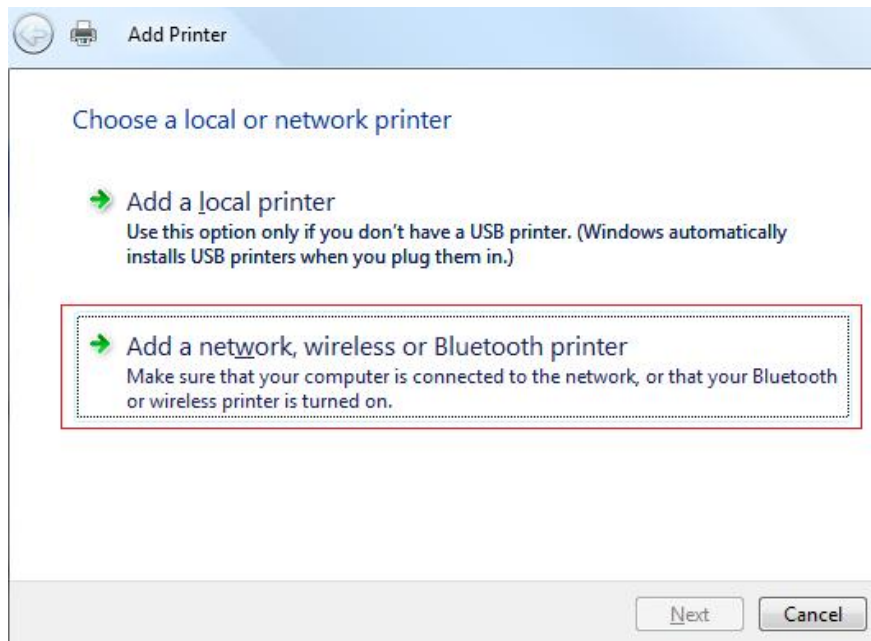 Add Printer
Choose a local or network printer
Add a local printer
Use this option only if you don't have a USB printer. (Windows automatically
installs USB printers when you plug them in.)
Add a network, wireless or Bluetooth printer
Make sure that your computer is connected to the network, or that your Bluetooth
or wireless printer is turned on.
Next
Cancel